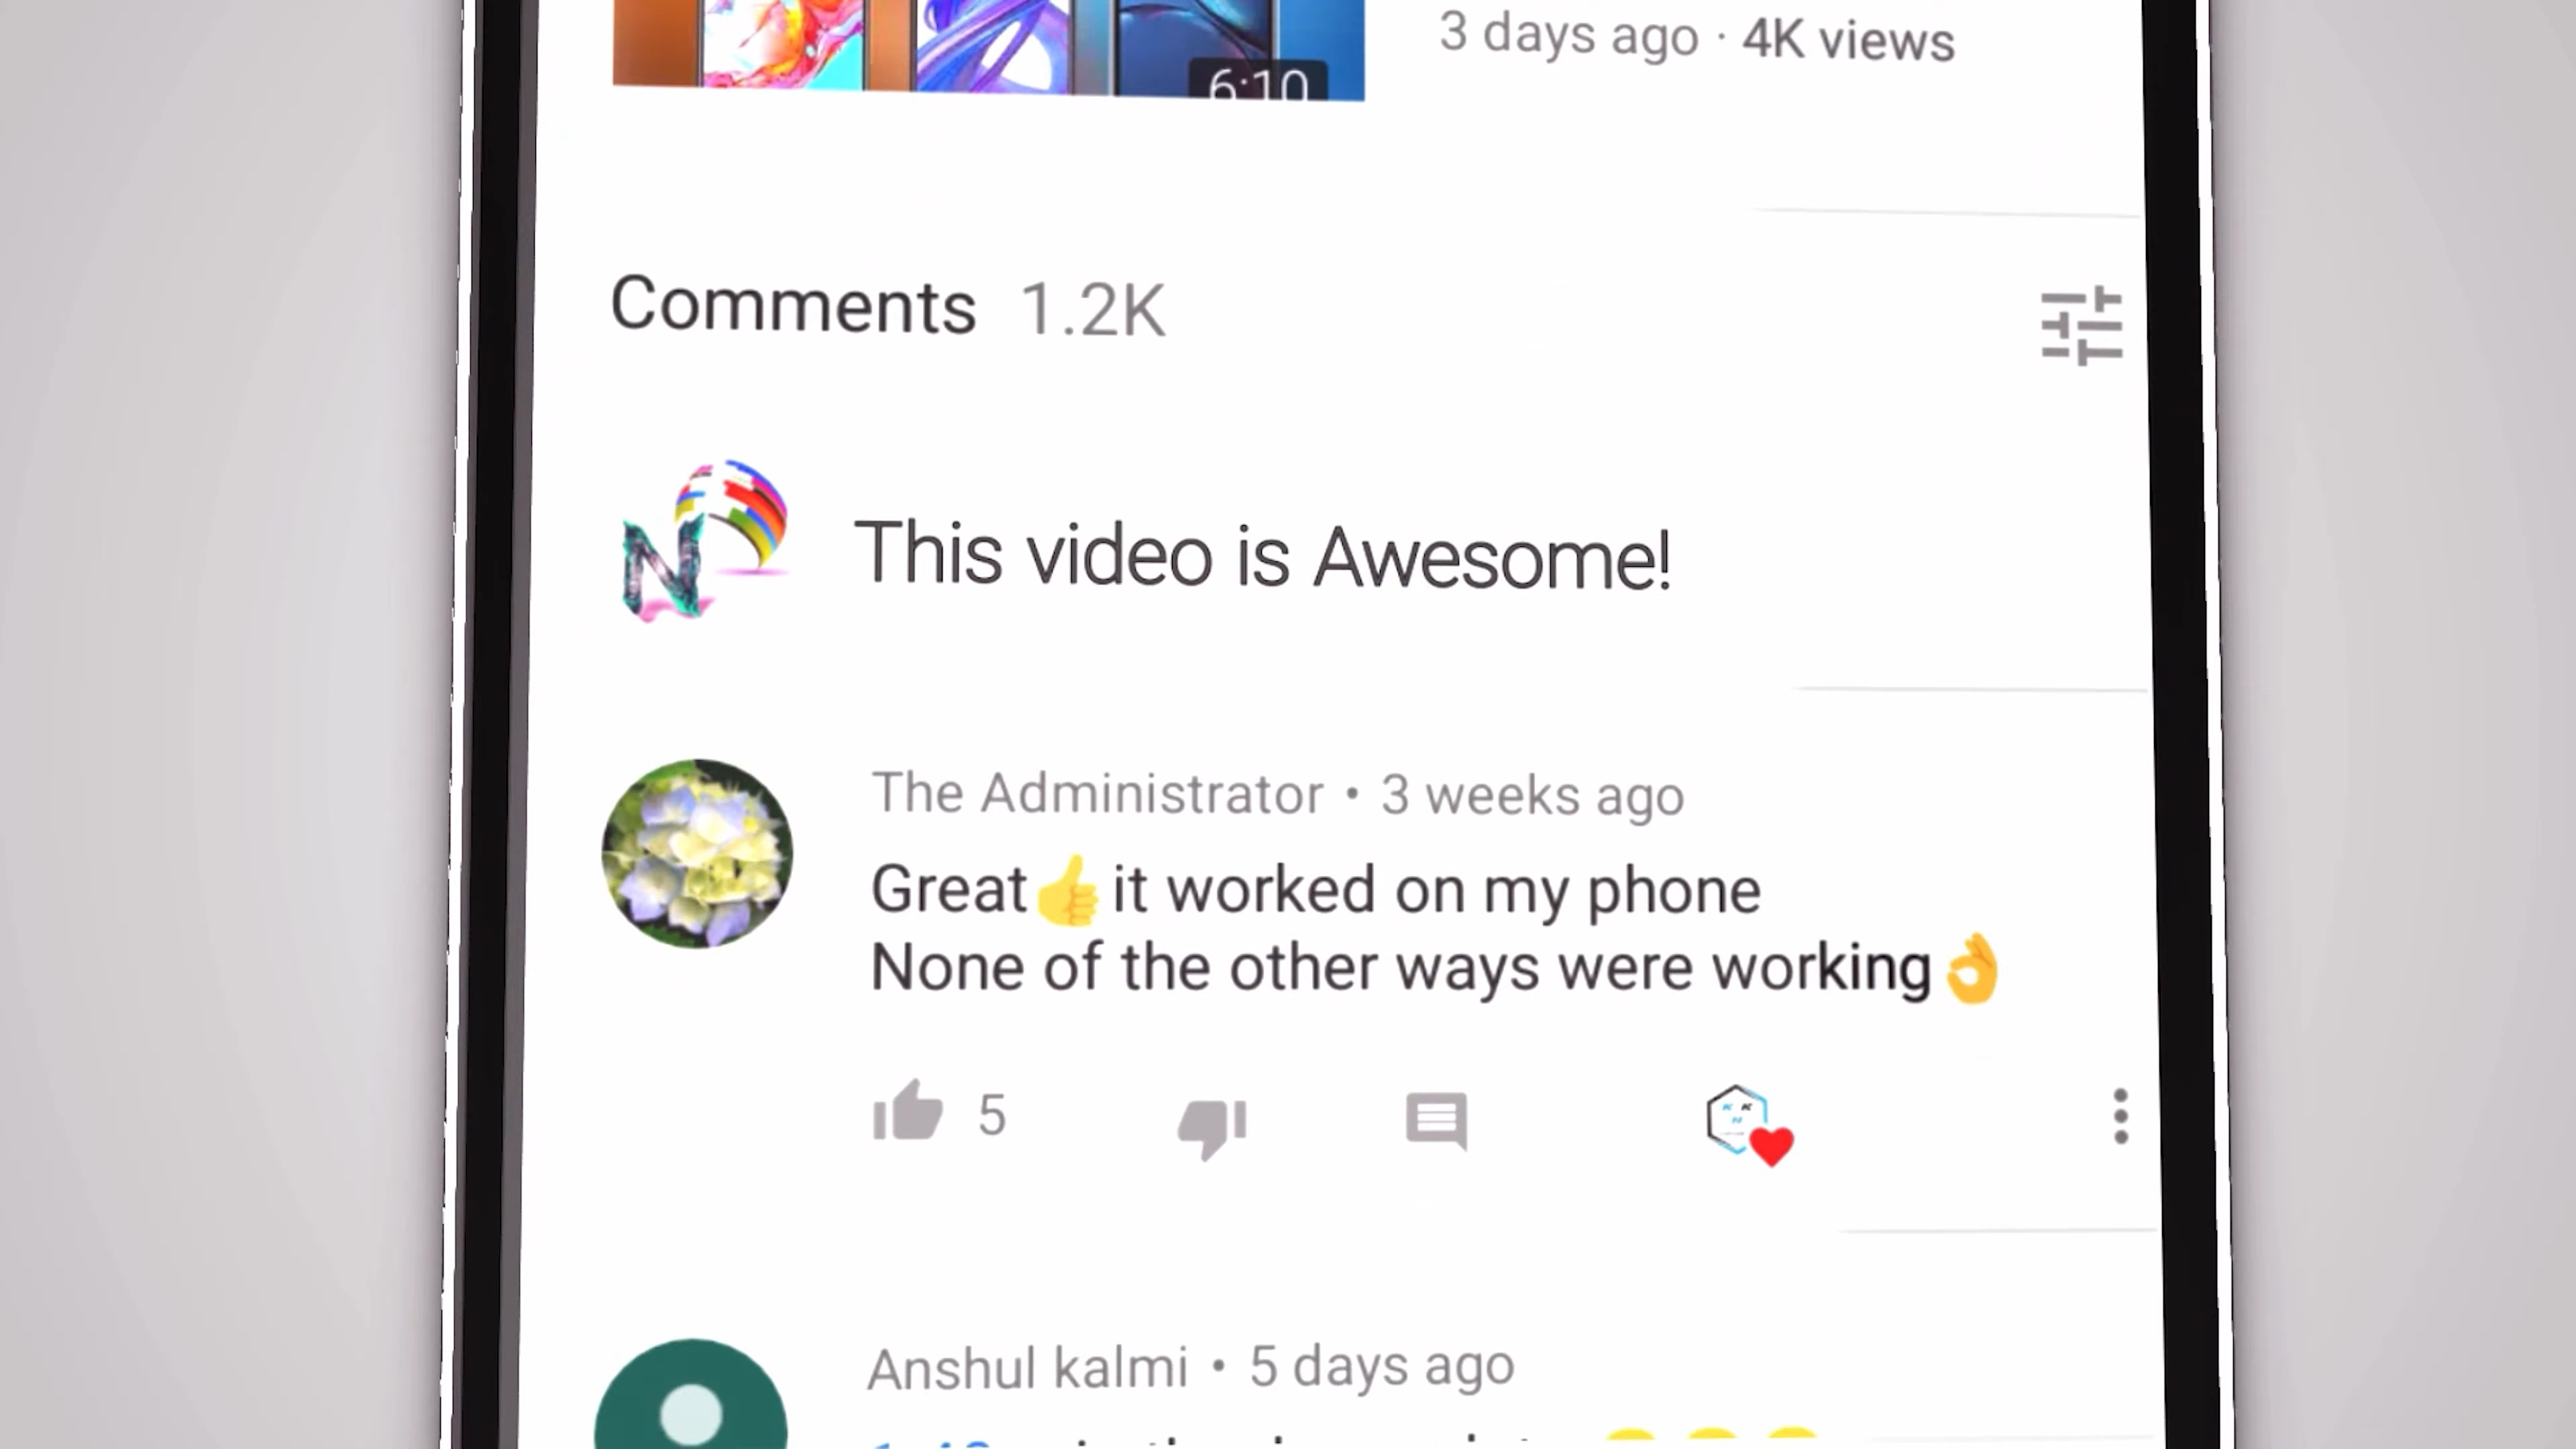 3 days ago · 4K views
6:10
Comments 1.2K
This video is Awesome!
The Administrator • 3 weeks ago
Great👍it worked on my phone
None of the other ways were working👌
5
Anshul kalmi • 5 days ago